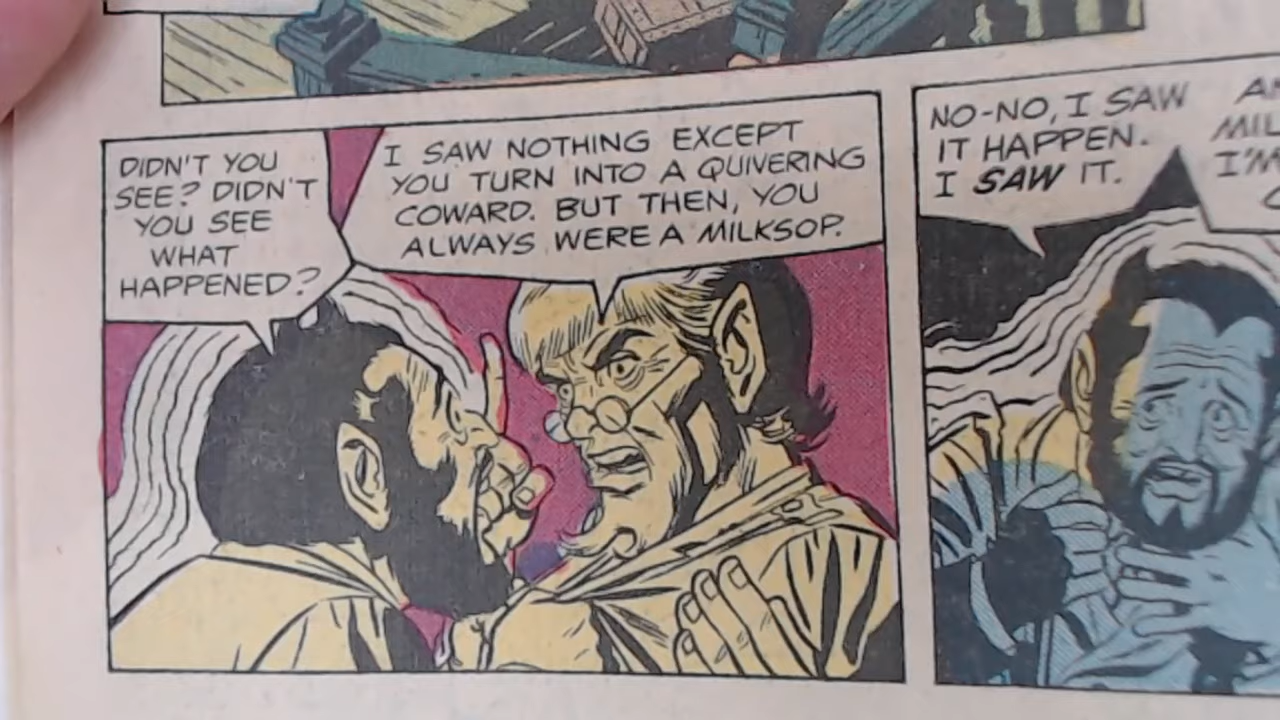 DIDN'T YOU
SEE? DIDN'T
YOU SEE
WHAT
HAPPENED?
I SAW NOTHING EXCEPT
YOU TURN INTO A QUIVERING
COWARD. BUT THEN, YOU
ALWAYS WERE A MILKSOP.
NO-NO, I SAW
IT HAPPEN.
I SAW IT.
I'M